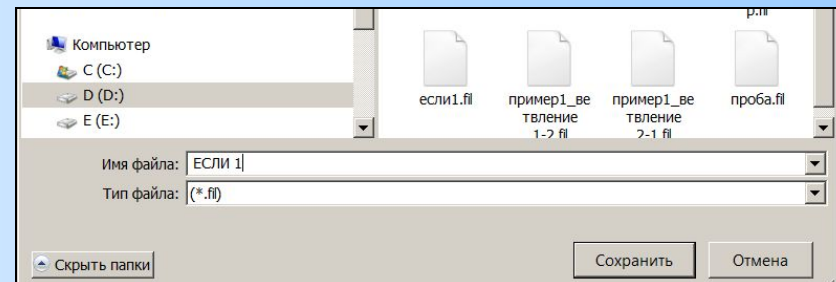 р.fil
Компьютер
C (C:)
D (D:)
E (E:)
если1.fil
пример1_ве
твление
1-2.fil
пример1_ве
твление
2-1.fil
проба.fil
Имя файла: ЕСЛИ 1
Тип файла: (*.fil)
Скрыть папки
Сохранить
Отмена